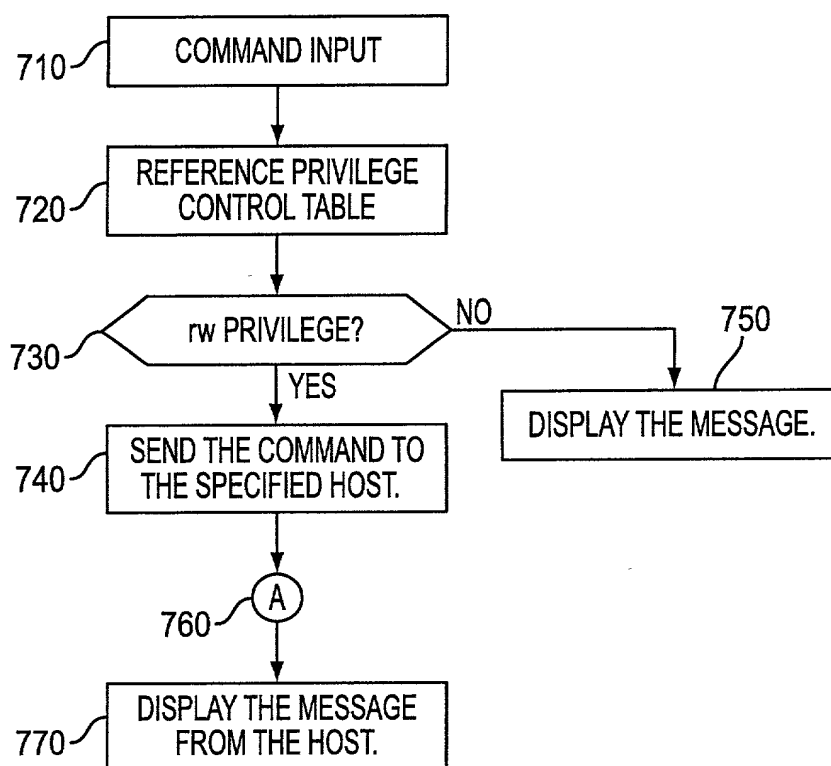 COMMAND INPUT
710
REFERENCE PRIVILEGE
CONTROL TABLE
720
rw PRIVILEGE?
NO
730
750
YES
DISPLAY THE MESSAGE.
SEND THE COMMAND TO
THE SPECIFIED HOST.
740
A
760
DISPLAY THE MESSAGE
FROM THE HOST.
770